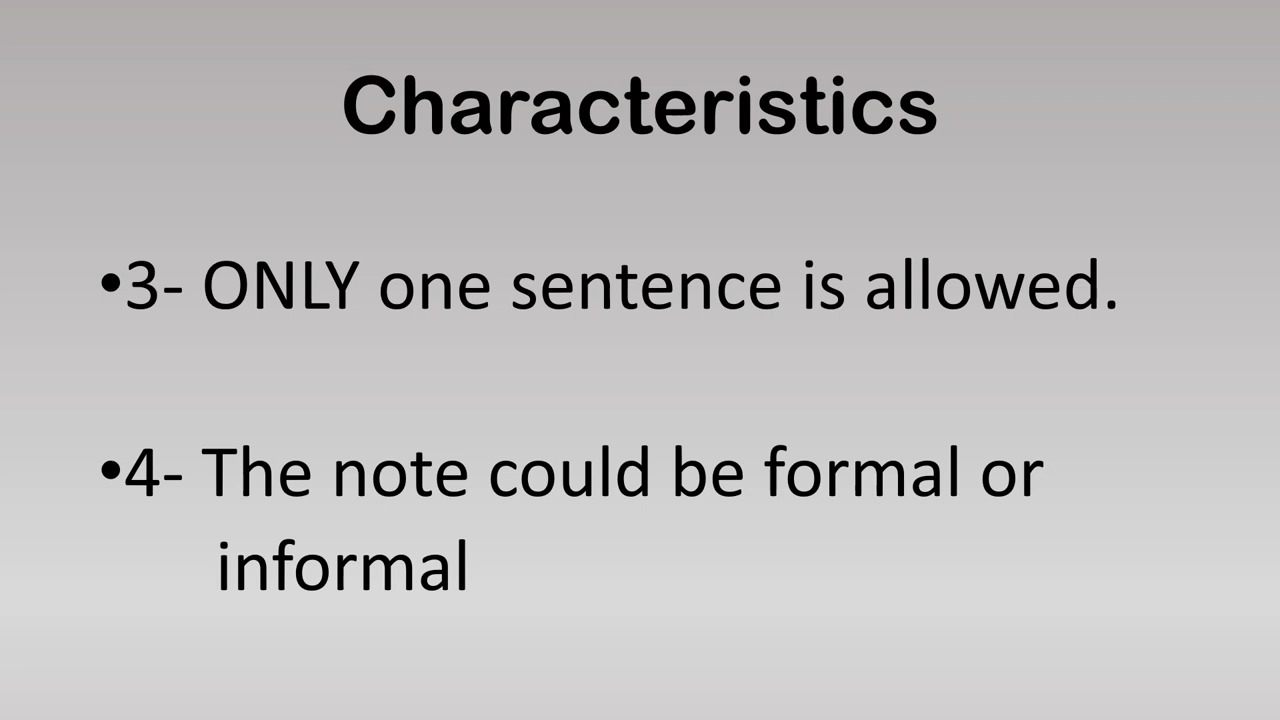 Characteristics
•3- ONLY one sentence is allowed.
•4- The note could be formal or
informal